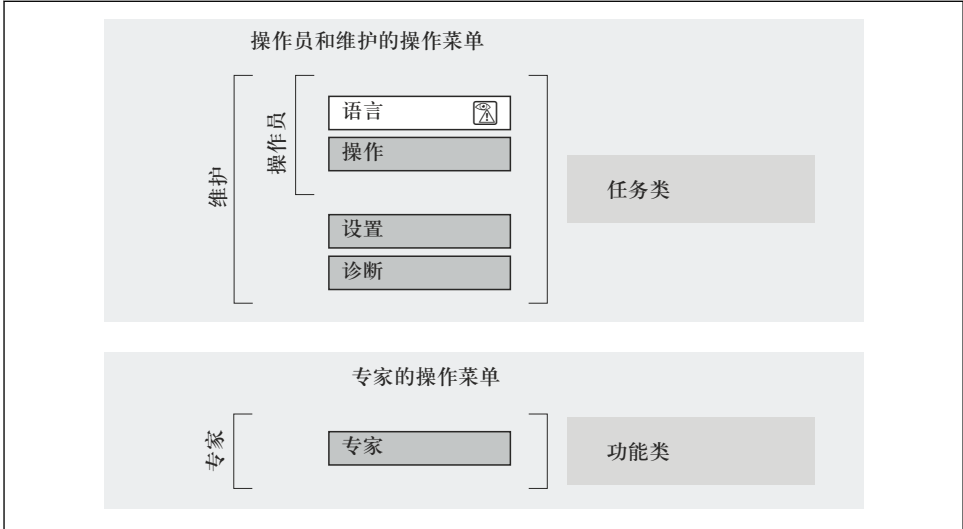 操作员和维护的操作菜单
维护
操作员
语言
操作
设置
诊断
任务类
专家的操作菜单
专家
专家
功能类